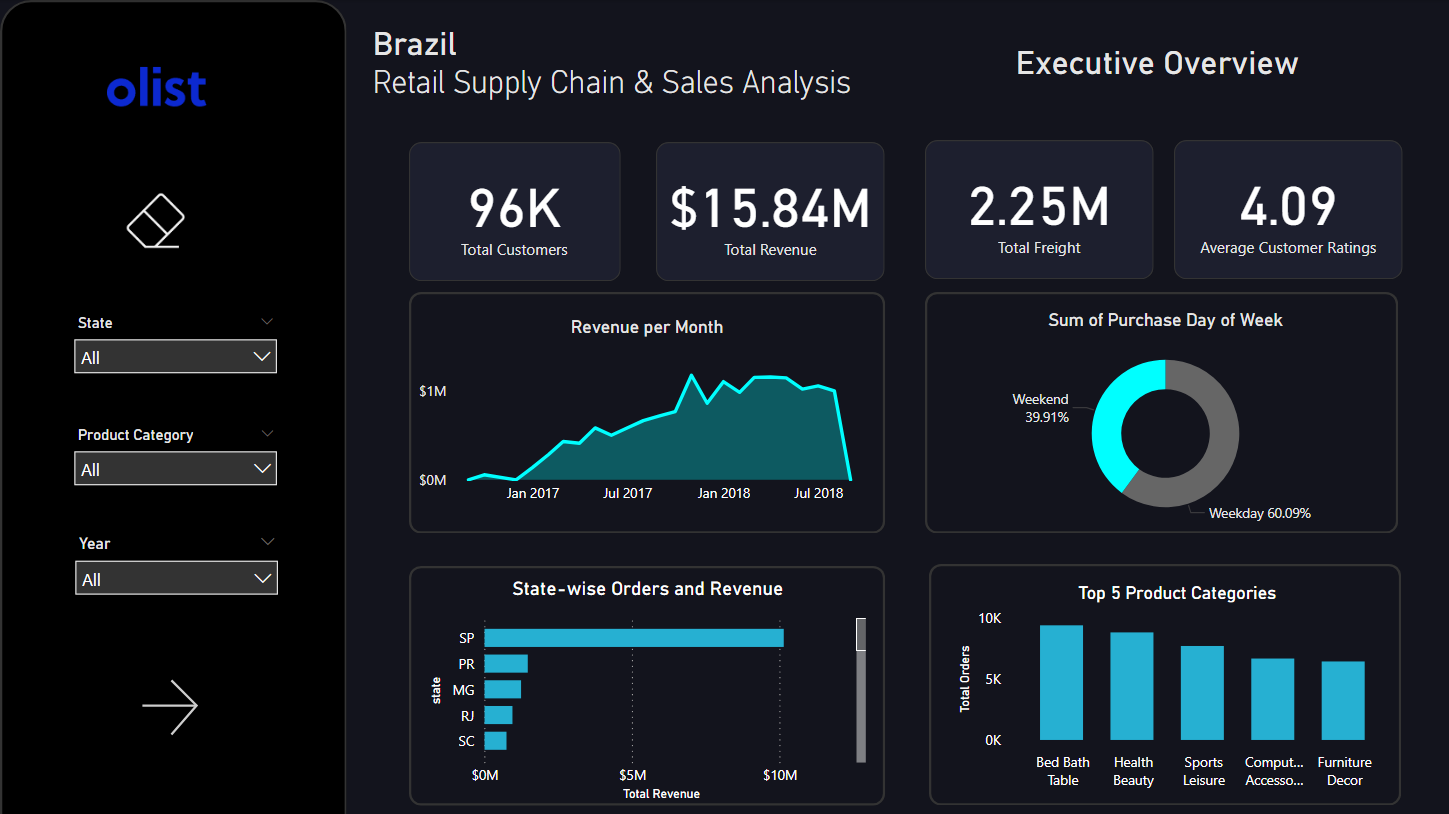 olist
Brazil
Retail Supply Chain & Sales Analysis
Executive Overview
State
All
Product Category
All
Year
All
96K
Total Customers
$15.84M
Total Revenue
2.25M
Total Freight
4.09
Average Customer Ratings
Revenue per Month
$1M
$0M
Jan 2017
Jul 2017
Jan 2018
Jul 2018
Sum of Purchase Day of Week
Weekend
39.91%
Weekday 60.09%
State-wise Orders and Revenue
state
SP
PR
MG
RJ
SC
$0M
$5M
$10M
Total Revenue
Top 5 Product Categories
Total Orders
10K
5K
0K
Bed Bath
Table
Health
Beauty
Sports
Leisure
Comput...
Accesso...
Furniture
Decor